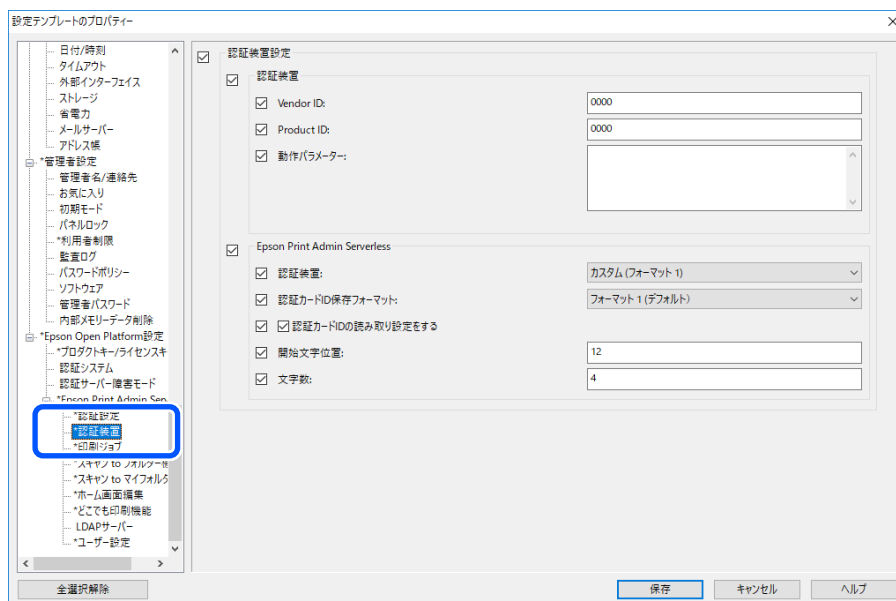 設定テンプレートのプロパティー
日付/時刻
タイムアウト
外部インターフェイス
ストレージ
省電力
メールサーバー
アドレス帳
*管理者設定
管理者名/連絡先
お気に入り
初期モード
パネルロック
*利用者制限
監査ログ
パスワードポリシー
ソフトウェア
管理者パスワード
内部メモリーデータ削除
*Epson Open Platform設定
*プロダクトキー/ライセンスキ
認証システム
認証サーバー障害モード
*Epson Print Admin Serv
*認証設定
*認証装置
*印刷ジョブ
*スキャン to フォルダー機
*スキャン to マイフォルダ
*ホーム画面編集
*どこでも印刷機能
LDAPサーバー
*ユーザー設定
全選択解除
認証装置設定
認証装置
Vendor ID: 0000
Product ID: 0000
動作パラメーター:
Epson Print Admin Serverless
認証装置: カスタム (フォーマット 1)
認証カードID保存フォーマット: フォーマット 1 (デフォルト)
認証カードIDの読み取り設定をする
開始文字位置: 12
文字数: 4
保存 キャンセル ヘルプ